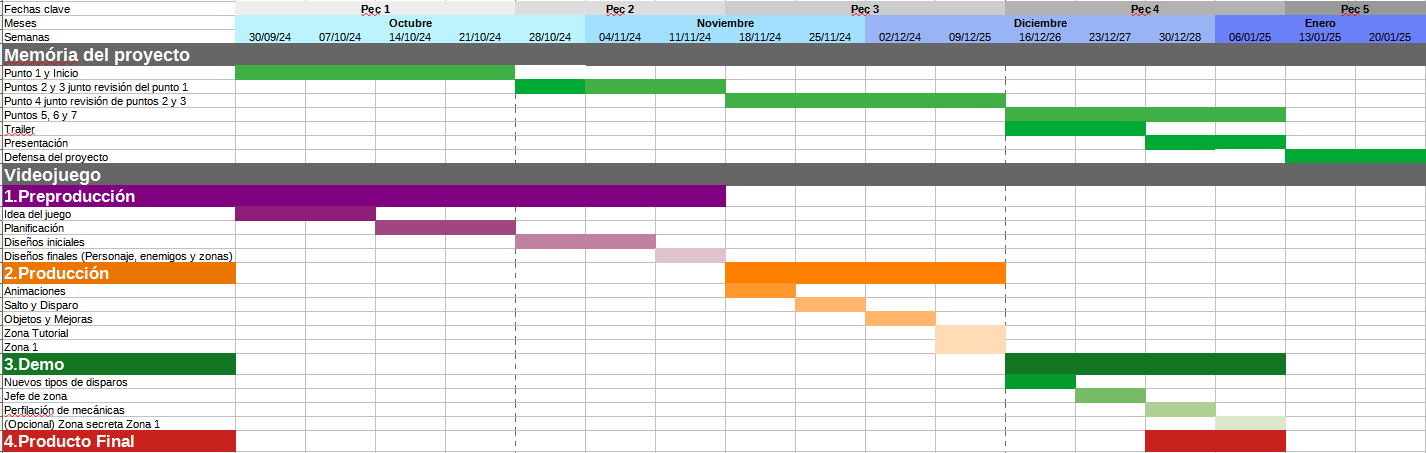 Fechas clave Pec 1 Pec 2 Pec 3 Pec 4 Pec 5
Meses Octubre Noviembre Diciembre Enero
Semanas 30/09/24 07/10/24 14/10/24 21/10/24 28/10/24 04/11/24 11/11/24 18/11/24 25/11/24 02/12/24 09/12/25 16/12/26 23/12/27 30/12/28 06/01/25 13/01/25 20/01/25
Memória del proyecto
Punto 1 y Inicio
Puntos 2 y 3 junto revisión del punto 1
Punto 4 junto revisión de puntos 2 y 3
Puntos 5, 6 y 7
Trailer
Presentación
Defensa del proyecto
Videojuego
1.Preproducción
Idea del juego
Planificación
Diseños iniciales
Diseños finales (Personaje, enemigos y zonas)
2.Producción
Animaciones
Salto y Disparo
Objetos y Mejoras
Zona Tutorial
Zona 1
3.Demo
Nuevos tipos de disparos
Jefe de zona
Perfilación de mecánicas
(Opcional) Zona secreta Zona 1
4.Producto Final